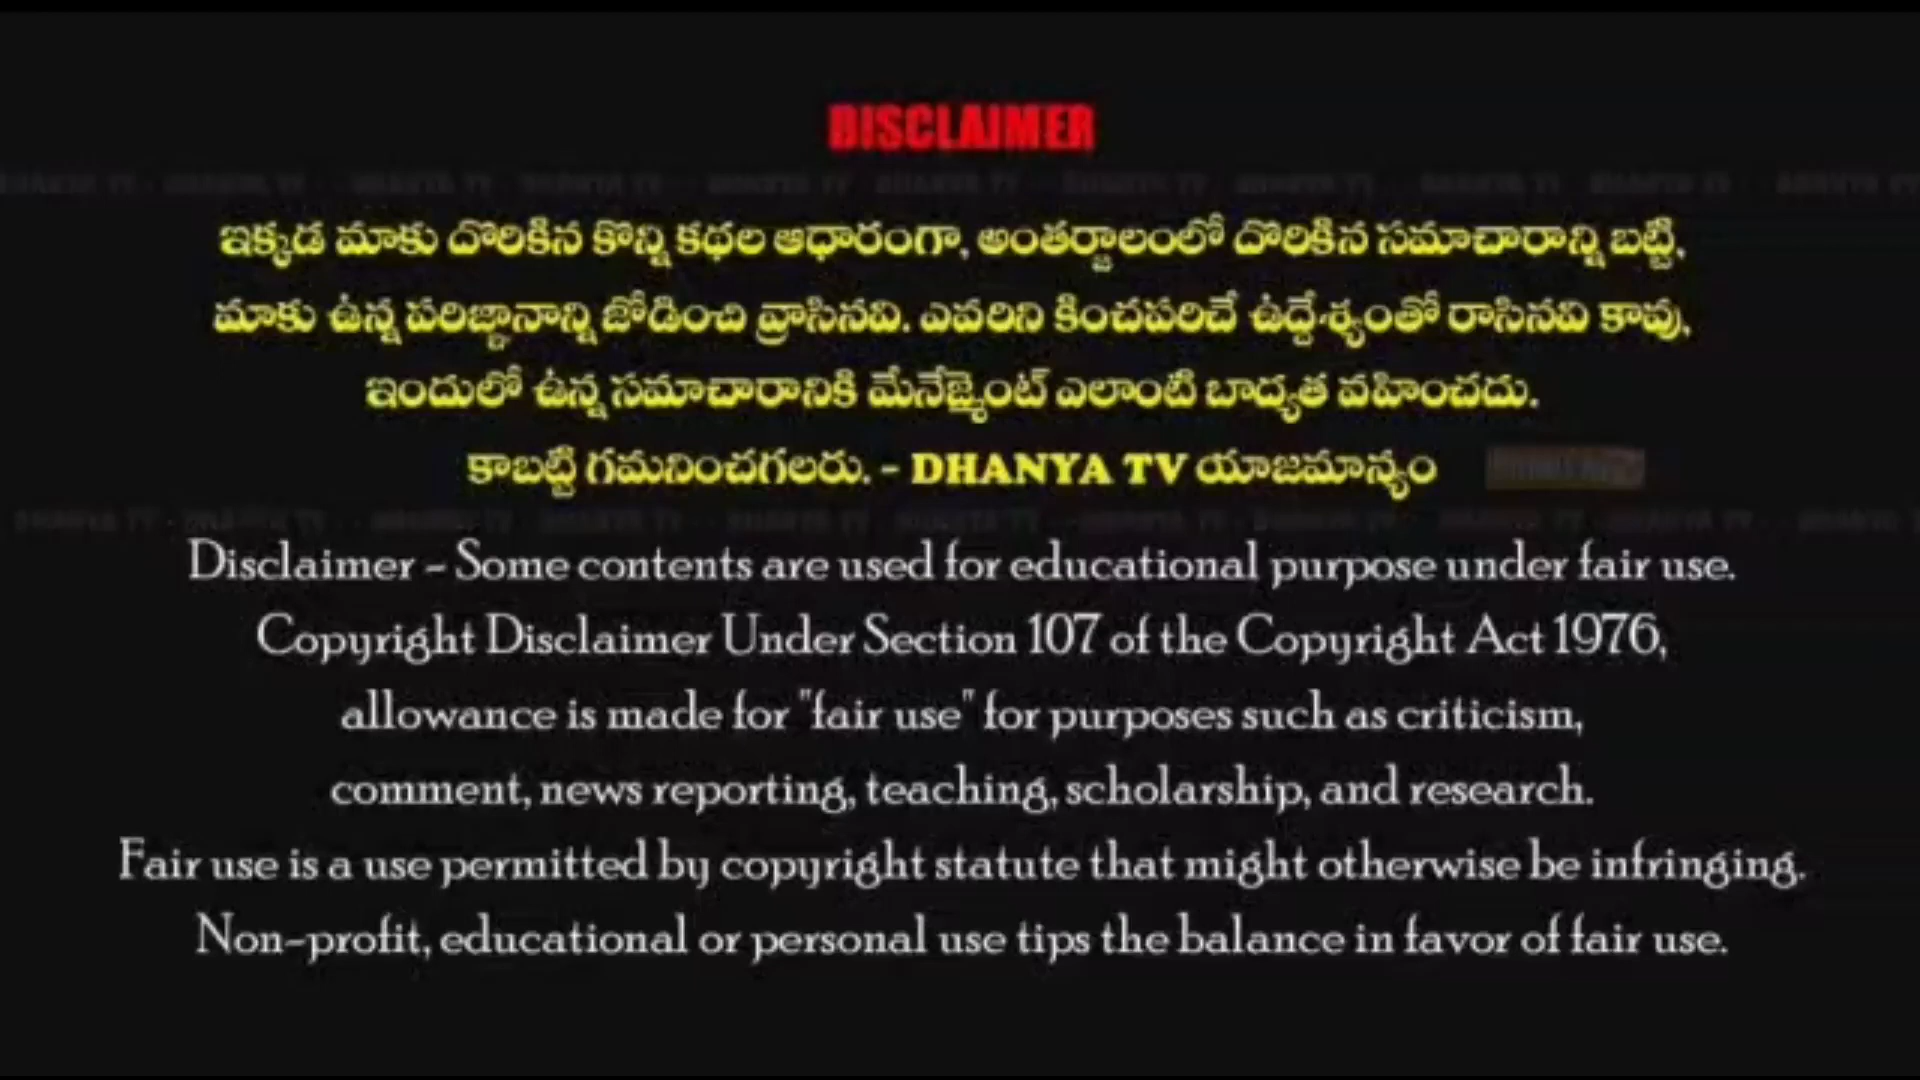 DISCLAIMER
ఇక్కడ మాకు దొరికిన కొన్ని కథల ఆధారంగా, అంతర్జాలంలో దొరికిన సమాచారాన్ని బట్టి,
మాకు ఉన్న పరిజ్ఞానాన్ని జోడించి వ్రాసినవి. ఎవరిని కించపరిచే ఉద్దేశ్యంతో రాసినవి కావు,
ఇందులో ఉన్న సమాచారానికి మేనేజ్మెంట్ ఎలాంటి బాద్యత వహించదు.
కాబట్టి గమనించగలరు. - DHANYA TV యాజమాన్యం
Disclaimer - Some contents are used for educational purpose under fair use.
Copyright Disclaimer Under Section 107 of the Copyright Act 1976,
allowance is made for "fair use" for purposes such as criticism,
comment, news reporting, teaching, scholarship, and research.
Fair use is a use permitted by copyright statute that might otherwise be infringing.
Non-profit, educational or personal use tips the balance in favor of fair use.